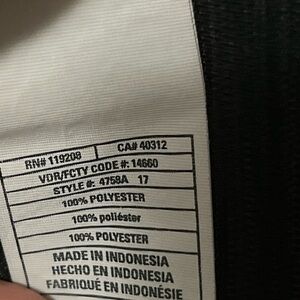 RN# 119208 CA# 40312
VDR/FCTY CODE #: 14660
STYLE #: 4758A 17
100% POLYESTER
100% poliéster
100% POLYESTER
MADE IN INDONESIA
HECHO EN INDONESIA
FABRIQUÉ EN INDONÉSIE